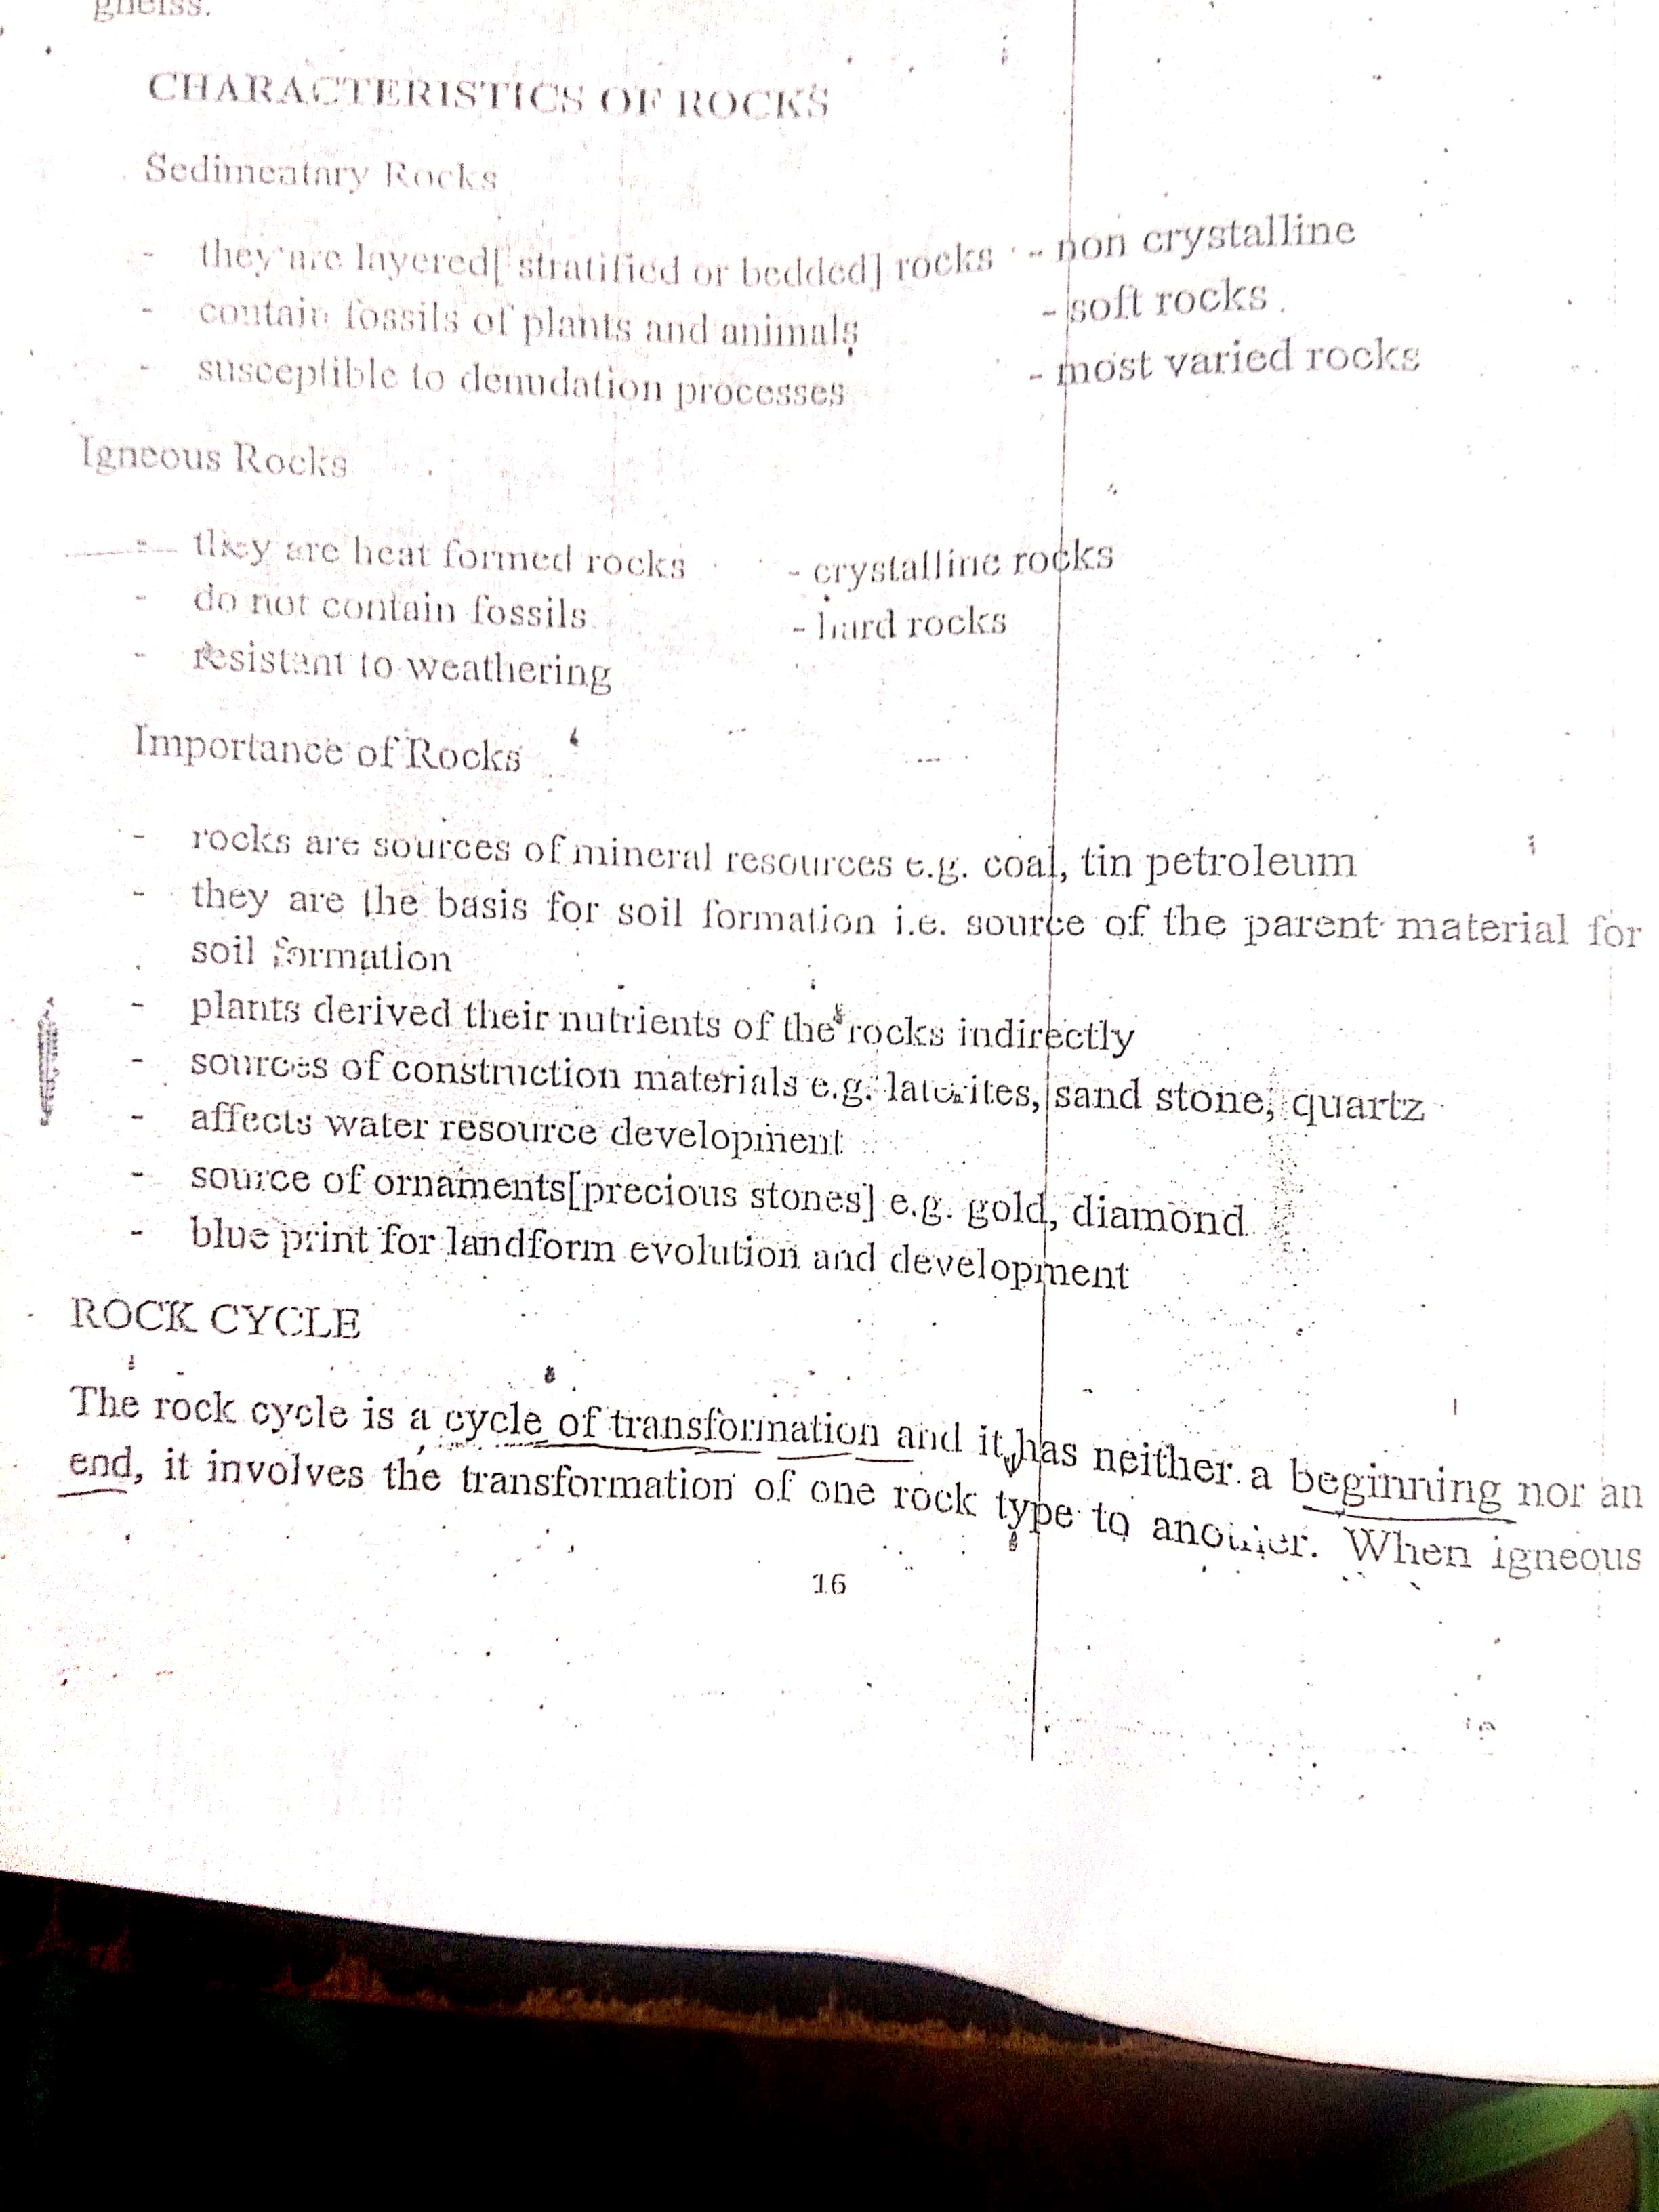 gneiss.
CHARACTERISTICS OF ROCKS
Sedimentary Rocks
- they are layered[ stratified or bedded] rocks - non crystalline
- contain fossils of plants and animals - soft rocks
- susceptible to denudation processes - most varied rocks
Igneous Rocks
- they are heat formed rocks - crystalline rocks
- do not contain fossils - hard rocks
- resistant to weathering
Importance of Rocks
- rocks are sources of mineral resources e.g. coal, tin petroleum
- they are the basis for soil formation i.e. source of the parent material for
soil formation
- plants derived their nutrients of the rocks indirectly
- sources of construction materials e.g. laterites, sand stone, quartz
- affects water resource development
- source of ornaments[precious stones] e.g. gold, diamond
- blue print for landform evolution and development
ROCK CYCLE
The rock cycle is a cycle of transformation and it has neither a beginning nor an
end, it involves the transformation of one rock type to another. When igneous
16